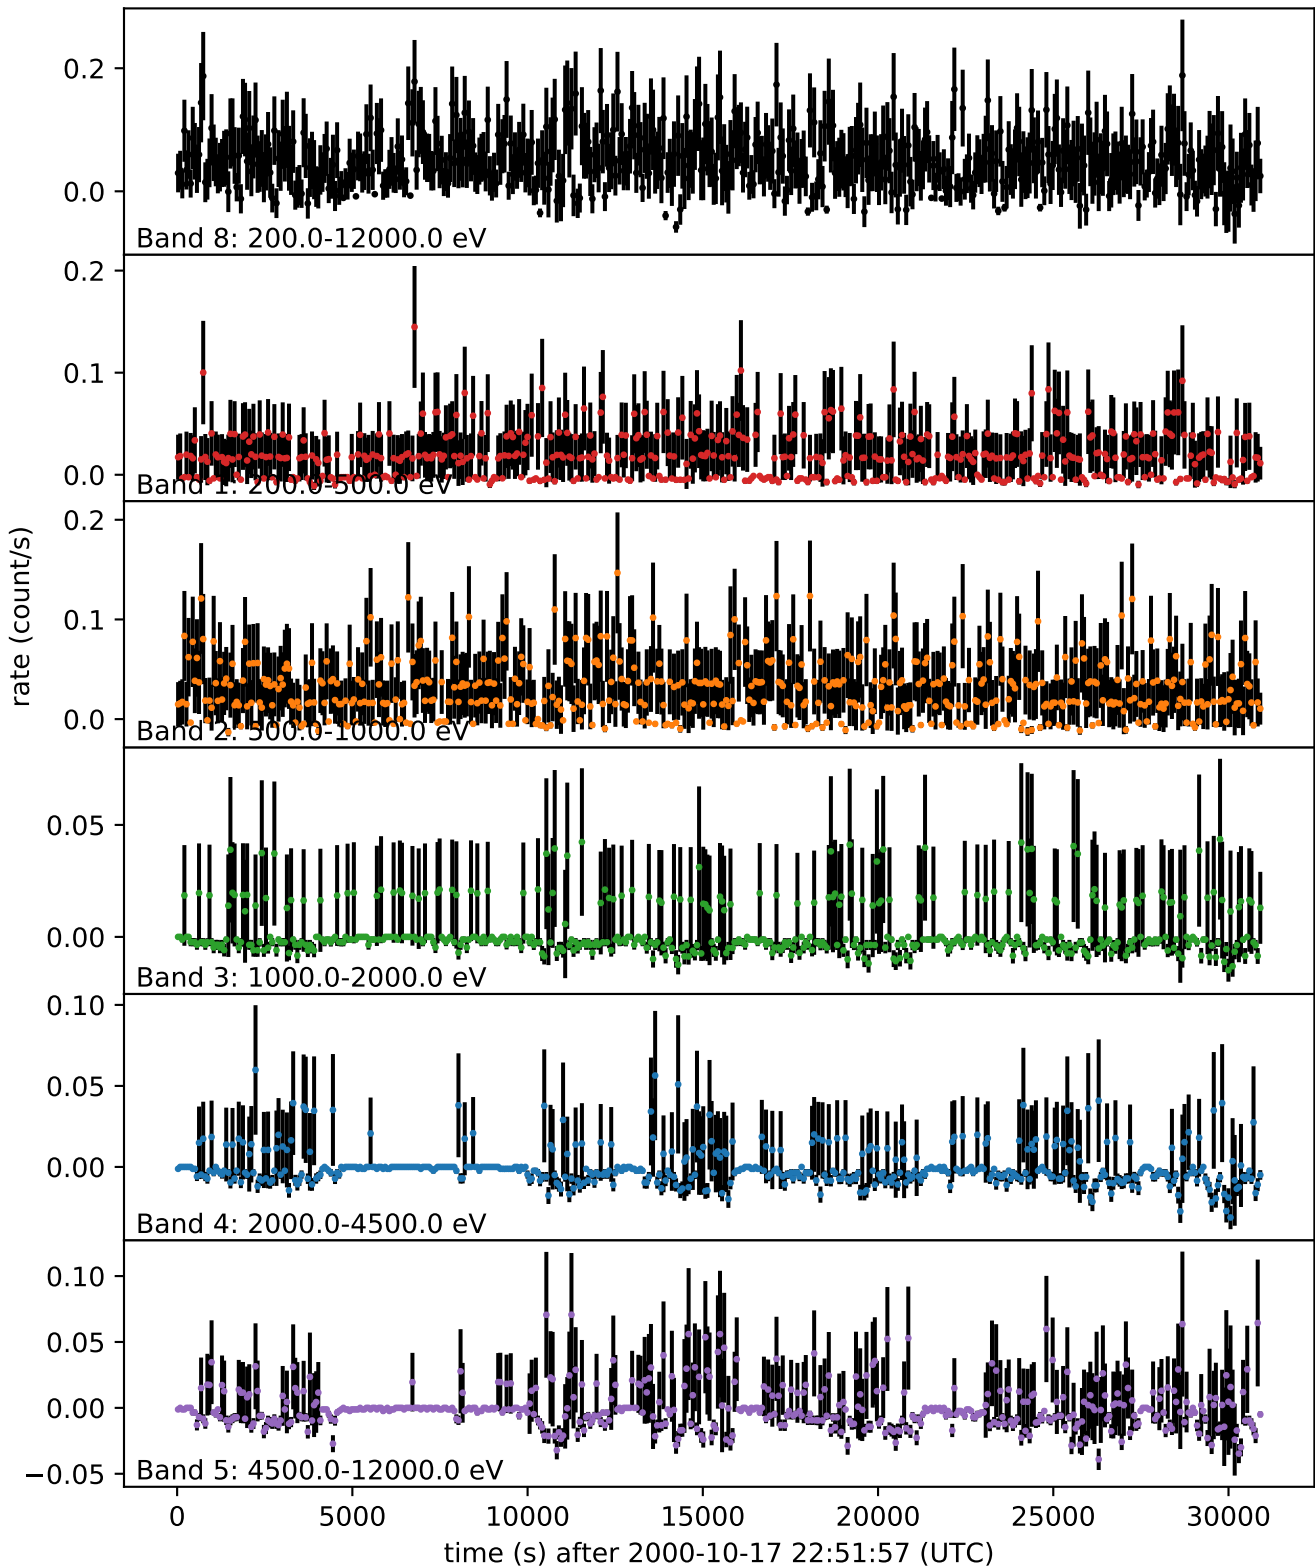 0.2
0.0
Band 8: 200.0-12000.0 eV
0.2
0.1
0.0
Band 1: 200.0-500.0 eV
0.2
0.1
0.0
Band 2: 500.0-1000.0 eV
rate (count/s)
0.05
0.00
Band 3: 1000.0-2000.0 eV
0.10
0.05
0.00
Band 4: 2000.0-4500.0 eV
0.10
0.05
0.00
−0.05
Band 5: 4500.0-12000.0 eV
0 5000 10000 15000 20000 25000 30000
time (s) after 2000-10-17 22:51:57 (UTC)